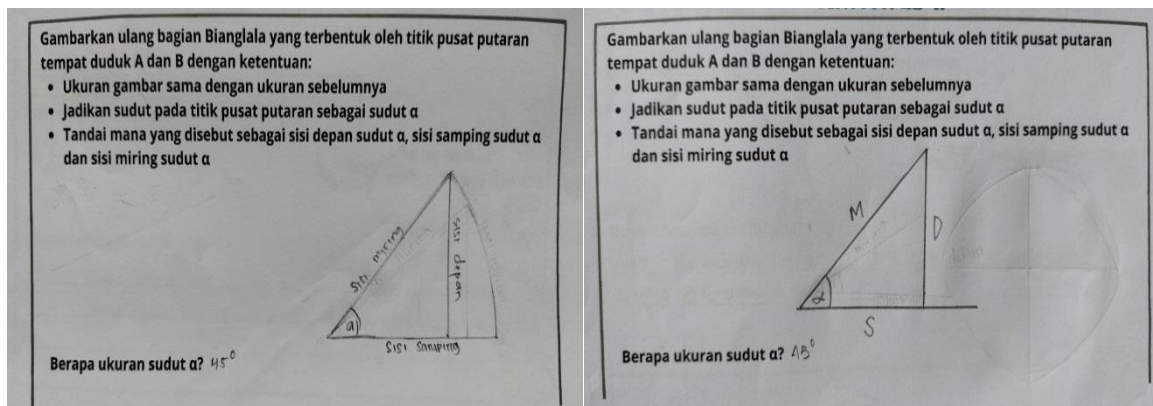 Gambarkan ulang bagian Bianglala yang terbentuk oleh titik pusat putaran
tempat duduk A dan B dengan ketentuan:
• Ukuran gambar sama dengan ukuran sebelumnya
• Jadikan sudut pada titik pusat putaran sebagai sudut α
• Tandai mana yang disebut sebagai sisi depan sudut α, sisi samping sudut α
dan sisi miring sudut α
sisi miring
sisi depan
a
sisi samping
Berapa ukuran sudut α? 45°
Gambarkan ulang bagian Bianglala yang terbentuk oleh titik pusat putaran
tempat duduk A dan B dengan ketentuan:
• Ukuran gambar sama dengan ukuran sebelumnya
• Jadikan sudut pada titik pusat putaran sebagai sudut α
• Tandai mana yang disebut sebagai sisi depan sudut α, sisi samping sudut α
dan sisi miring sudut α
M
D
α
S
Berapa ukuran sudut α? 45°